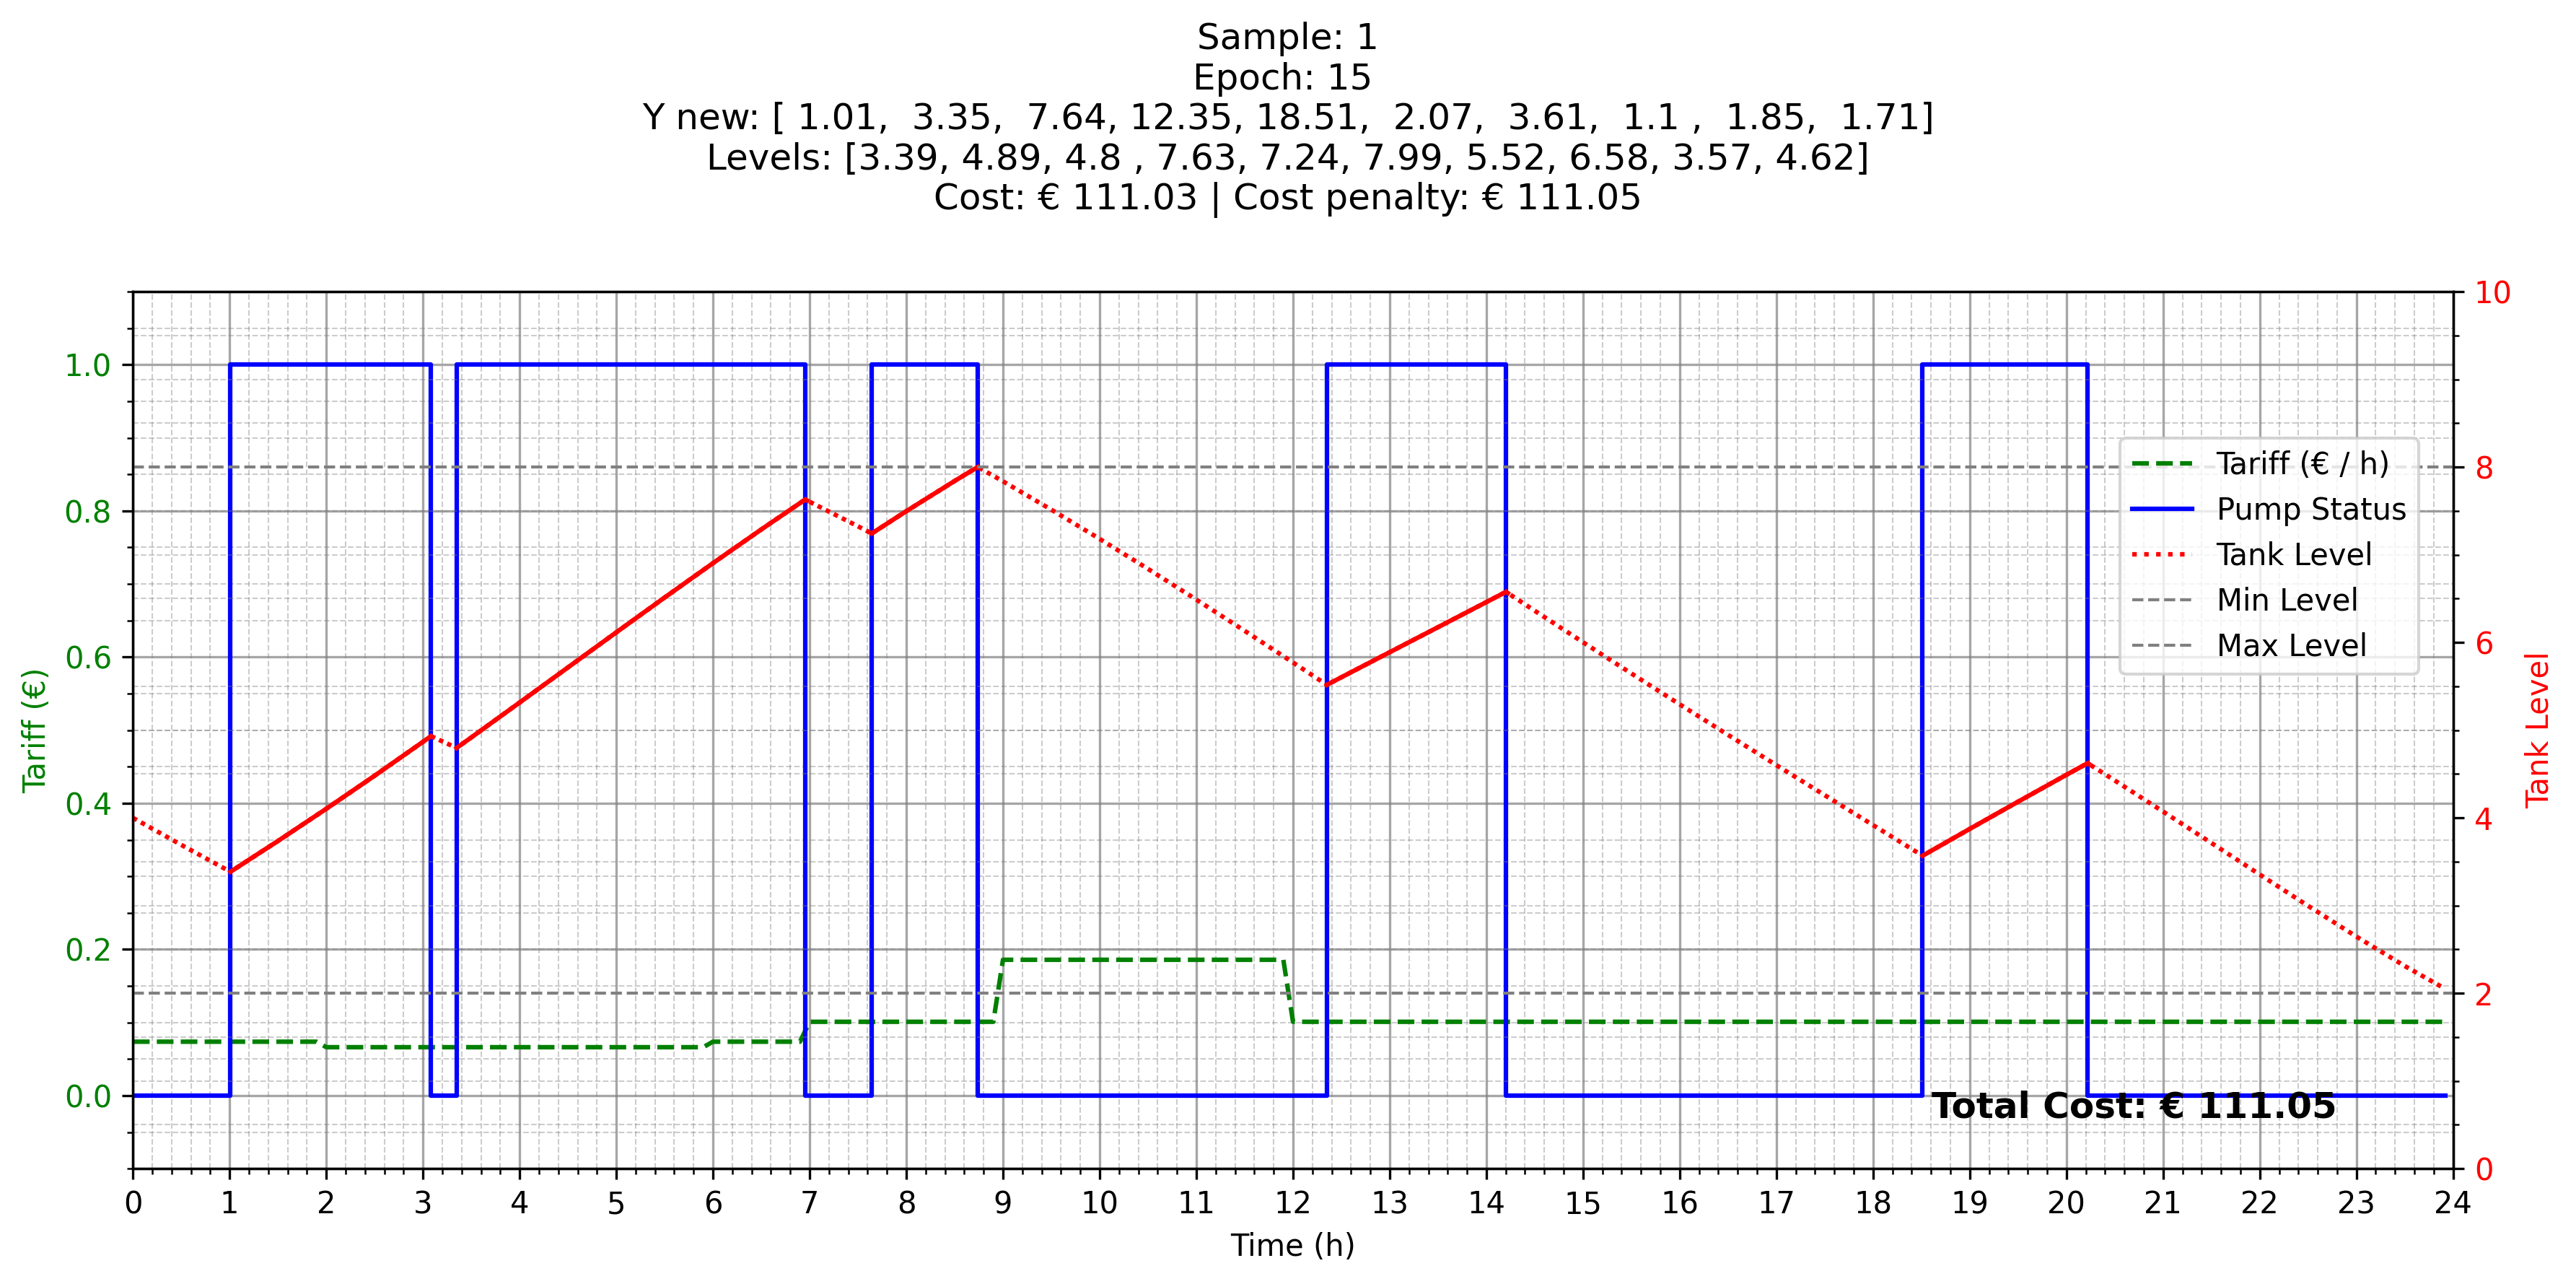 Sample: 1
Epoch: 15
Y new: [ 1.01,  3.35,  7.64, 12.35, 18.51,  2.07,  3.61,  1.1 ,  1.85,  1.71]
Levels: [3.39, 4.89, 4.8 , 7.63, 7.24, 7.99, 5.52, 6.58, 3.57, 4.62]
Cost: € 111.03 | Cost penalty: € 111.05
Tariff (€)
1.0
0.8
0.6
0.4
0.2
0.0
Tariff (€ / h)
Pump Status
Tank Level
Min Level
Max Level
Total Cost: € 111.05
10
8
6
4
2
0
Tank Level
0 1 2 3 4 5 6 7 8 9 10 11 12 13 14 15 16 17 18 19 20 21 22 23 24
Time (h)